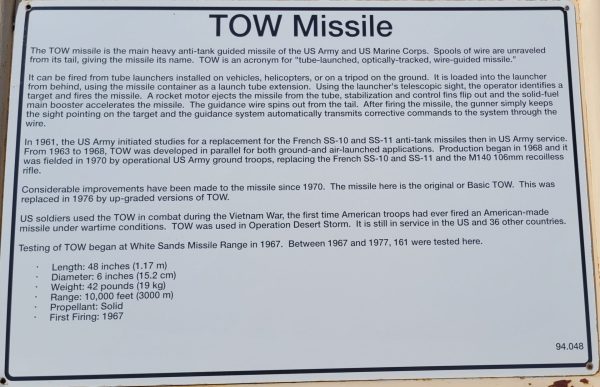 TOW Missile
The TOW missile is the main heavy anti-tank guided missile of the US Army and US Marine Corps. Spools of wire are unraveled
from its tail, giving the missile its name. TOW is an acronym for "tube-launched, optically-tracked, wire-guided missile."
It can be fired from tube launchers installed on vehicles, helicopters, or on a tripod on the ground. It is loaded into the launcher
from behind, using the missile container as a launch tube extension. Using the launcher's telescopic sight, the operator identifies a
target and fires the missile. A rocket motor ejects the missile from the tube, stabilization and control fins flip out and the solid-fuel
main booster accelerates the missile. The guidance wire spins out from the tail. After firing the missile, the gunner simply keeps
the sight pointing on the target and the guidance system automatically transmits corrective commands to the system through the
wire.
In 1961, the US Army initiated studies for a replacement for the French SS-10 and SS-11 anti-tank missiles then in US Army service.
From 1963 to 1968, TOW was developed in parallel for both ground-and air-launched applications. Production began in 1968 and it
was fielded in 1970 by operational US Army ground troops, replacing the French SS-10 and SS-11 and the M140 106mm recoilless
rifle.
Considerable improvements have been made to the missile since 1970. The missile here is the original or Basic TOW. This was
replaced in 1976 by up-graded versions of TOW.
US soldiers used the TOW in combat during the Vietnam War, the first time American troops had ever fired an American-made
missile under wartime conditions. TOW was used in Operation Desert Storm. It is still in service in the US and 36 other countries.
Testing of TOW began at White Sands Missile Range in 1967. Between 1967 and 1977, 161 were tested here.
· Length: 48 inches (1.17 m)
· Diameter: 6 inches (15.2 cm)
· Weight: 42 pounds (19 kg)
· Range: 10,000 feet (3000 m)
· Propellant: Solid
· First Firing: 1967
94.048